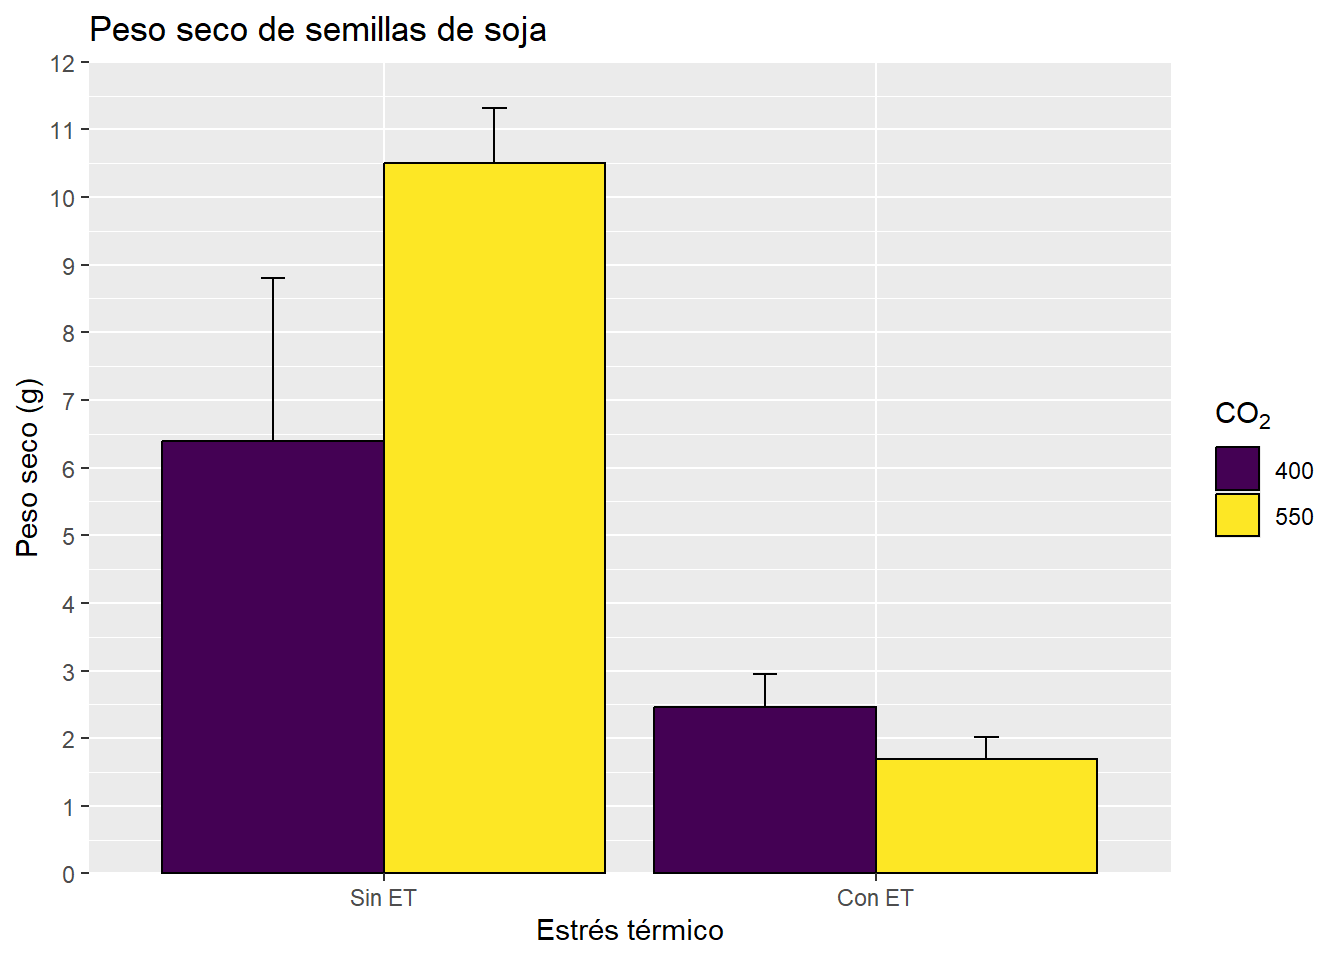 Peso seco de semillas de soja
Peso seco (g)
12
11
10
9
8
7
6
5
4
3
2
1
0
Sin ET
Con ET
Estrés térmico
CO₂
400
550